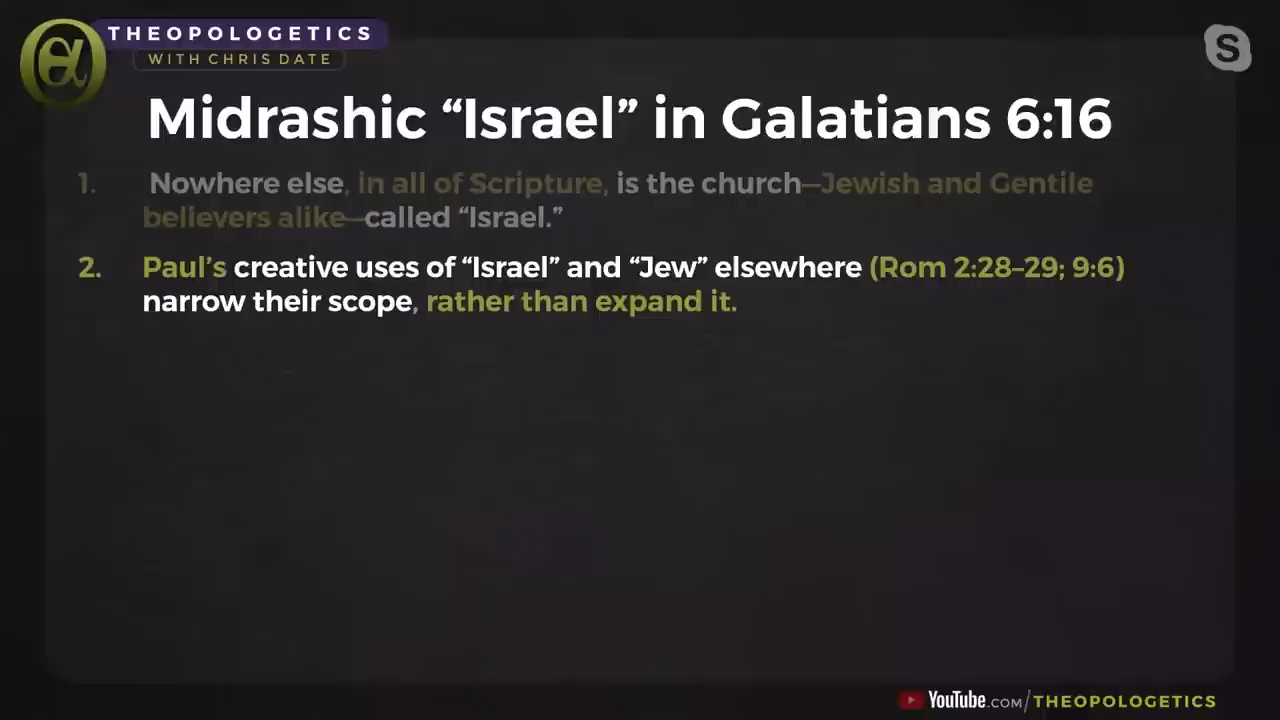 THEOPOLOGETICS
WITH CHRIS DATE
S
Midrashic “Israel” in Galatians 6:16
1. Nowhere else, in all of Scripture, is the church—Jewish and Gentile
believers alike—called “Israel.”
2. Paul’s creative uses of “Israel” and “Jew” elsewhere (Rom 2:28–29; 9:6)
narrow their scope, rather than expand it.
YouTube.COM/THEOPOLOGETICS